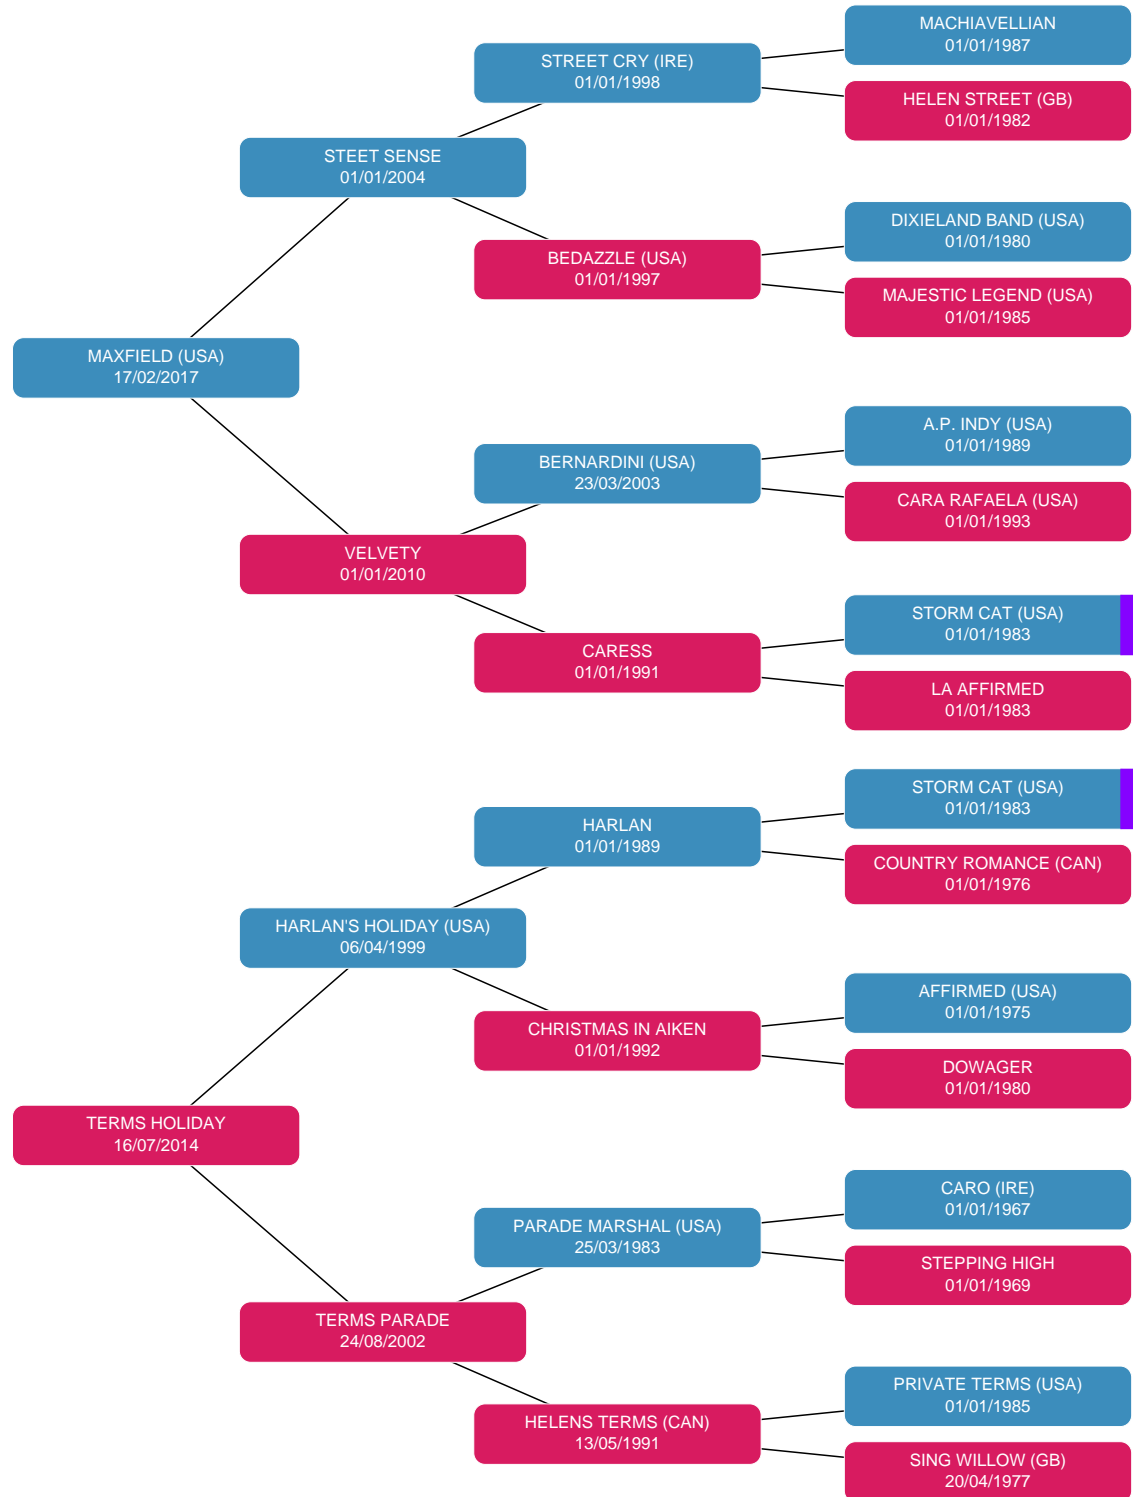 MACHIAVELLIAN
01/01/1987
STREET CRY (IRE)
01/01/1998
HELEN STREET (GB)
01/01/1982
STEET SENSE
01/01/2004
DIXIELAND BAND (USA)
01/01/1980
BEDAZZLE (USA)
01/01/1997
MAJESTIC LEGEND (USA)
01/01/1985
MAXFIELD (USA)
17/02/2017
A.P. INDY (USA)
01/01/1989
BERNARDINI (USA)
23/03/2003
CARA RAFAELA (USA)
01/01/1993
VELVETY
01/01/2010
STORM CAT (USA)
01/01/1983
CARESS
01/01/1991
LA AFFIRMED
01/01/1983
STORM CAT (USA)
01/01/1983
HARLAN
01/01/1989
COUNTRY ROMANCE (CAN)
01/01/1976
HARLAN'S HOLIDAY (USA)
06/04/1999
AFFIRMED (USA)
01/01/1975
CHRISTMAS IN AIKEN
01/01/1992
DOWAGER
01/01/1980
TERMS HOLIDAY
16/07/2014
CARO (IRE)
01/01/1967
PARADE MARSHAL (USA)
25/03/1983
STEPPING HIGH
01/01/1969
TERMS PARADE
24/08/2002
PRIVATE TERMS (USA)
01/01/1985
HELENS TERMS (CAN)
13/05/1991
SING WILLOW (GB)
20/04/1977